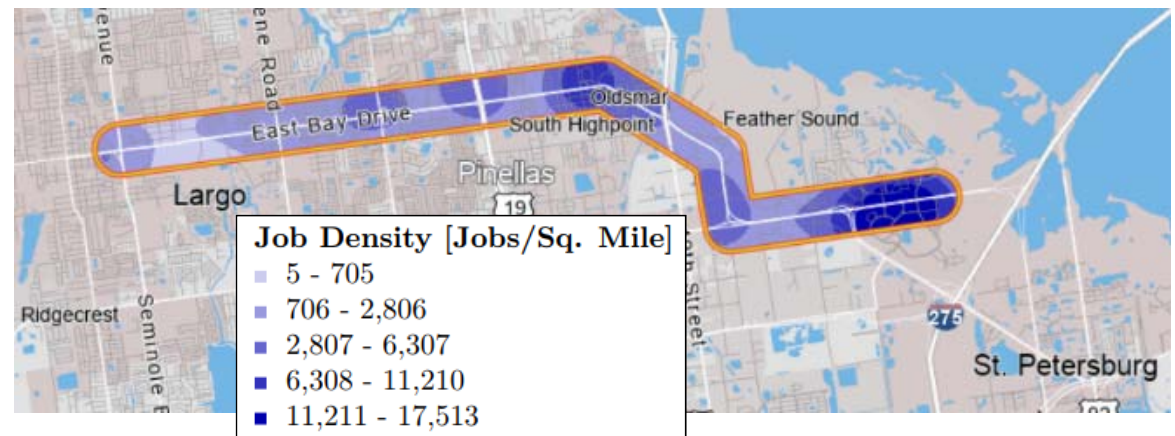 enue
ene Road
East Bay Drive
Oldsmar
South Highpoint
Feather Sound
Pinellas
19
Largo
Job Density [Jobs/Sq. Mile]
5 - 705
706 - 2,806
2,807 - 6,307
6,308 - 11,210
11,211 - 17,513
Ridgecrest
Seminole B
Street
275
St. Petersburg